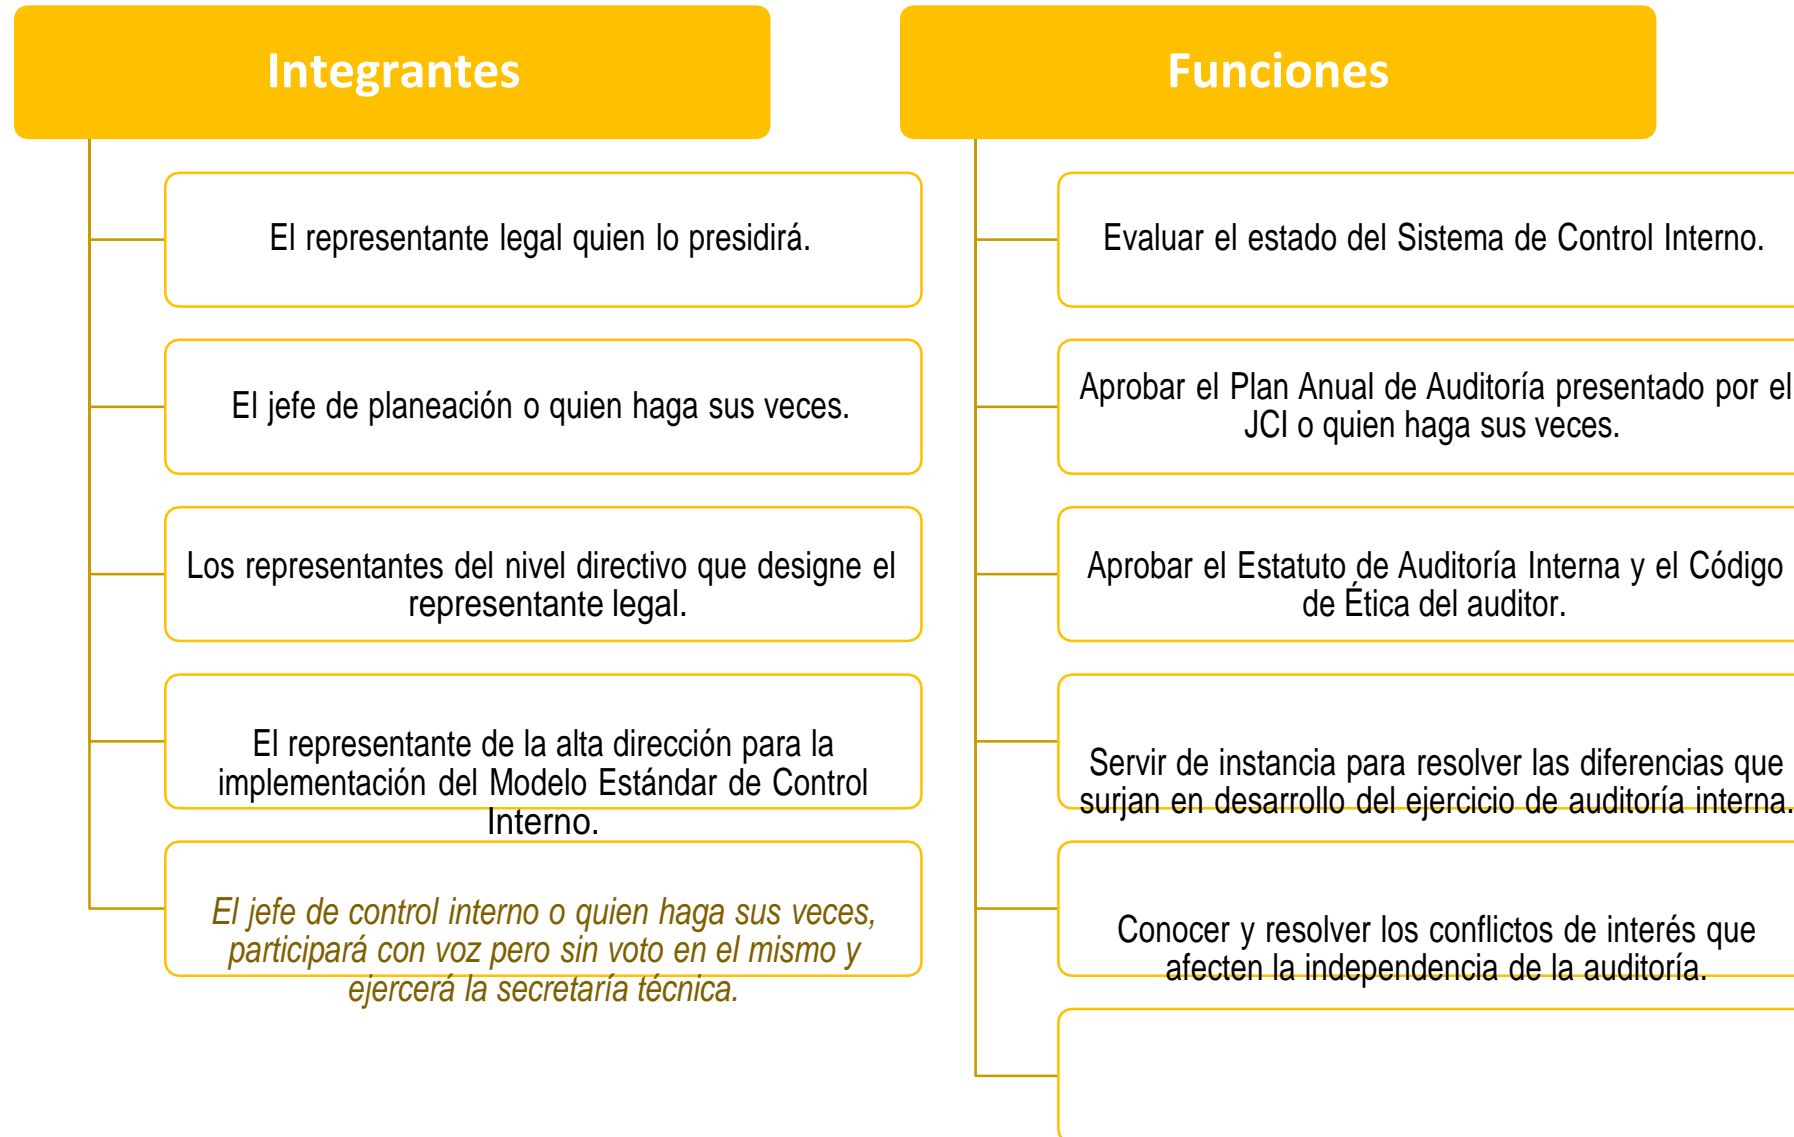 Integrantes
El representante legal quien lo presidirá.
El jefe de planeación o quien haga sus veces.
Los representantes del nivel directivo que designe el
representante legal.
El representante de la alta dirección para la
implementación del Modelo Estándar de Control
Interno.
El jefe de control interno o quien haga sus veces,
participará con voz pero sin voto en el mismo y
ejercerá la secretaría técnica.
Funciones
Evaluar el estado del Sistema de Control Interno.
Aprobar el Plan Anual de Auditoría presentado por el
JCI o quien haga sus veces.
Aprobar el Estatuto de Auditoría Interna y el Código
de Ética del auditor.
Servir de instancia para resolver las diferencias que
surjan en desarrollo del ejercicio de auditoría interna.
Conocer y resolver los conflictos de interés que
afecten la independencia de la auditoría.